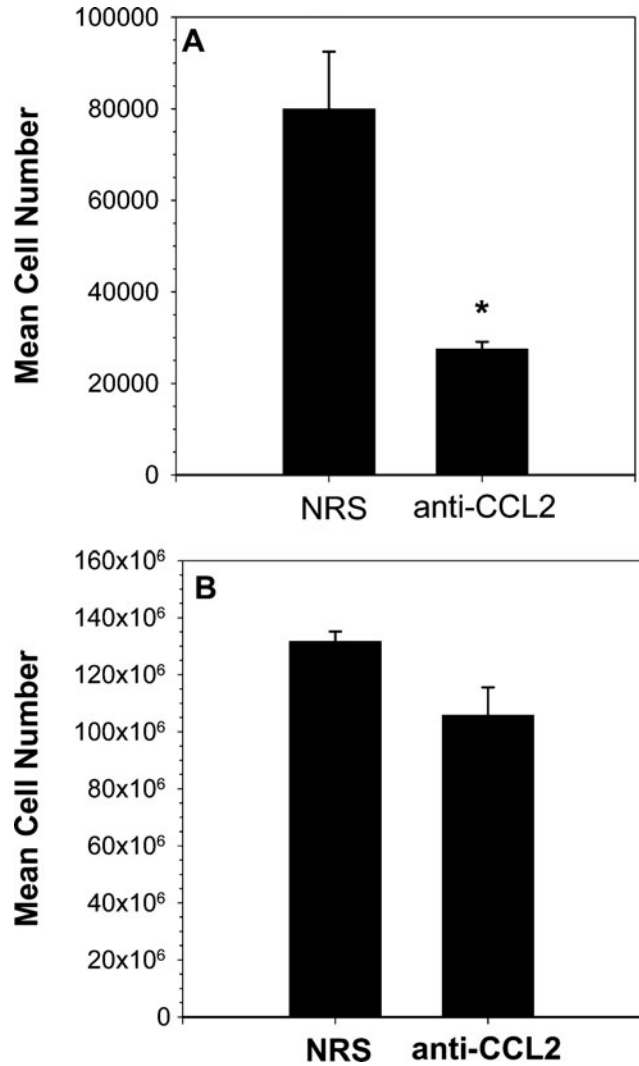 A
Mean Cell Number
100000
80000
60000
40000
20000
0
*
NRS anti-CCL2
B
Mean Cell Number
160x10⁶
140x10⁶
120x10⁶
100x10⁶
80x10⁶
60x10⁶
40x10⁶
20x10⁶
0
NRS anti-CCL2